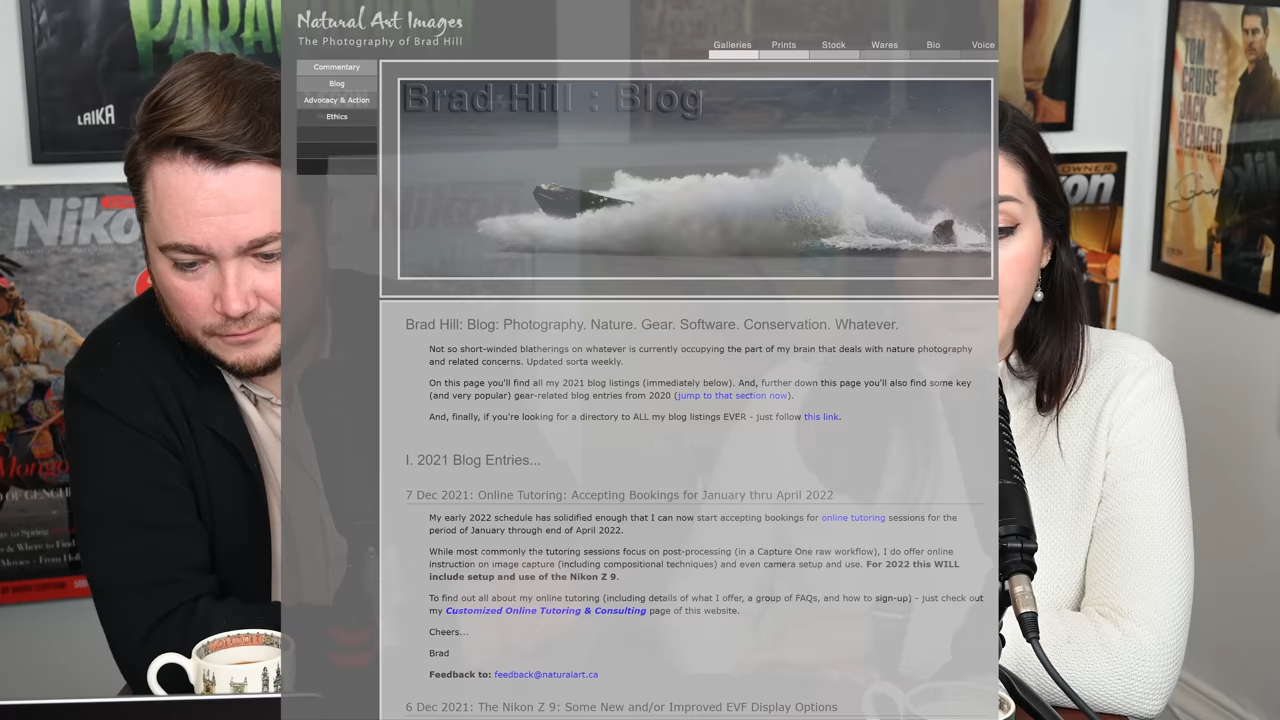 Natural Art Images
The Photography of Brad Hill
Galleries Prints Stock Wares Bio Voice
Commentary
Blog
Advocacy & Action
Ethics
Brad Hill : Blog
Brad Hill: Blog: Photography. Nature. Gear. Software. Conservation. Whatever.
Not so short-winded blatherings on whatever is currently occupying the part of my brain that deals with nature photography
and related concerns. Updated sorta weekly.
On this page you'll find all my 2021 blog listings (immediately below). And, further down this page you'll also find some key
(and very popular) gear-related blog entries from 2020 (jump to that section now).
And, finally, if you're looking for a directory to ALL my blog listings EVER - just follow this link.
I. 2021 Blog Entries...
7 Dec 2021: Online Tutoring: Accepting Bookings for January thru April 2022
My early 2022 schedule has solidified enough that I can now start accepting bookings for online tutoring sessions for the
period of January through end of April 2022.
While most commonly the tutoring sessions focus on post-processing (in a Capture One raw workflow), I do offer online
instruction on image capture (including compositional techniques) and even camera setup and use. For 2022 this WILL
include setup and use of the Nikon Z 9.
To find out all about my online tutoring (including details of what I offer, a group of FAQs, and how to sign-up) - just check out
my Customized Online Tutoring & Consulting page of this website.
Cheers...
Brad
Feedback to: feedback@naturalart.ca
6 Dec 2021: The Nikon Z 9: Some New and/or Improved EVF Display Options
PARA
LAIKA
Niko
Mongo
OF GENGH
TOM
CRUISE
JACK
REACHER
OWNER
kon